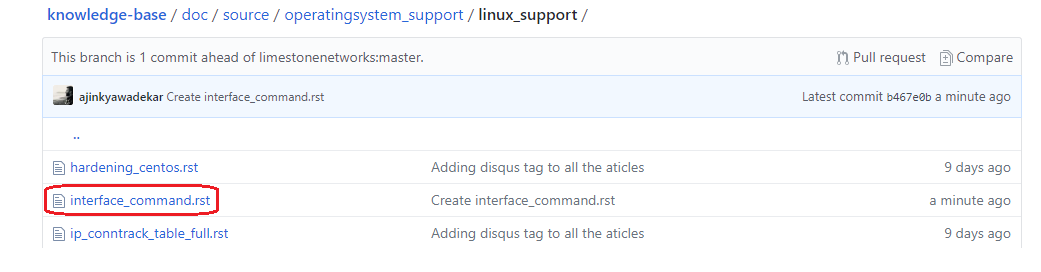 knowledge-base / doc / source / operatingsystem_support / linux_support /
This branch is 1 commit ahead of limestonenetworks:master. Pull request Compare
ajinkyawadekar Create interface_command.rst Latest commit b467e0b a minute ago
..
hardening_centos.rst Adding disqus tag to all the aticles 9 days ago
interface_command.rst Create interface_command.rst a minute ago
ip_conntrack_table_full.rst Adding disqus tag to all the aticles 9 days ago